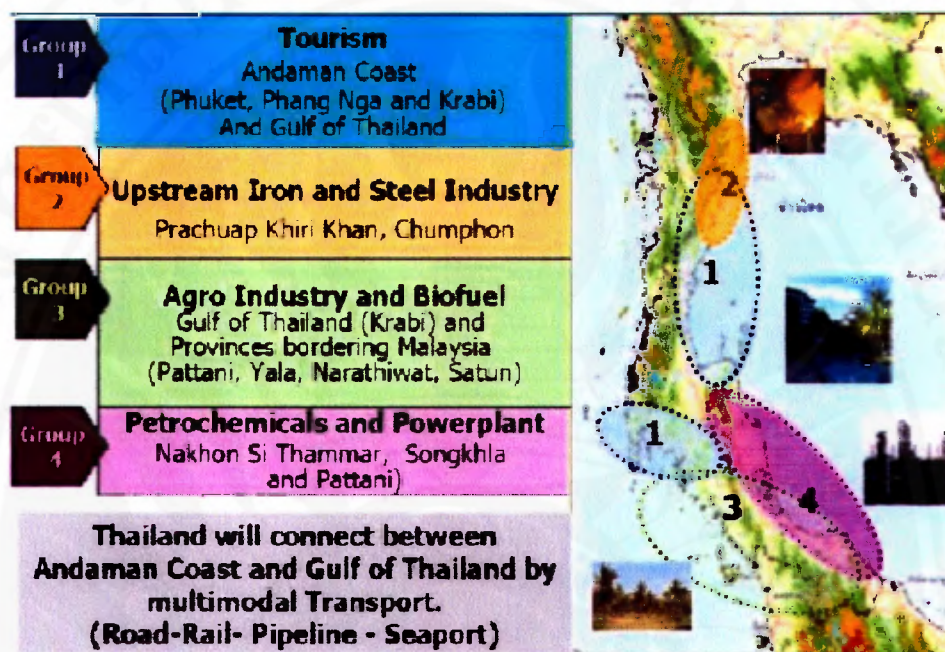 Group
1
Tourism
Andaman Coast
(Phuket, Phang Nga and Krabi)
And Gulf of Thailand
Group
2
Upstream Iron and Steel Industry
Prachuap Khiri Khan, Chumphon
Group
3
Agro Industry and Biofuel
Gulf of Thailand (Krabi) and
Provinces bordering Malaysia
(Pattani, Yala, Narathiwat, Satun)
Group
4
Petrochemicals and Powerplant
Nakhon Si Thammar, Songkhla
and Pattani)
Thailand will connect between
Andaman Coast and Gulf of Thailand by
multimodal Transport.
(Road-Rail- Pipeline - Seaport)
2
1
1
3
4